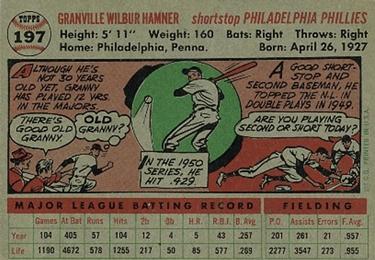 TOPPS
197
GRANVILLE WILBUR HAMNER shortstop PHILADELPHIA PHILLIES
Height: 5' 11" Weight: 160 Bats: Right Throws: Right
Home: Philadelphia, Penna. Born: April 26, 1927
ALTHOUGH HE'S
NOT 30 YEARS
OLD YET, GRANNY
HAS PLAYED 12 YRS.
IN THE MAJORS.
THERE'S
GOOD OLD
GRANNY!
OLD
GRANNY?
IN THE 1950
SERIES, HE
HIT .429
A GOOD SHORT-
STOP AND
SECOND BASEMAN, HE
TOPPED THE N.L. IN
DOUBLE PLAYS IN 1949.
ARE YOU PLAYING
SECOND OR SHORT TODAY?
© T.C.G. PRINTED IN U.S.A.
MAJOR LEAGUE BATTING RECORD FIELDING
Games At Bat Runs Hits 2b 3b H.R. R.B.I. B. Avg. P.O. Assists Errors F. Avg.
Year 104 405 57 104 12 4 5 43 .257 201 261 21 .957
Life 1190 4672 578 1255 217 50 85 577 .269 2277 3547 273 .955